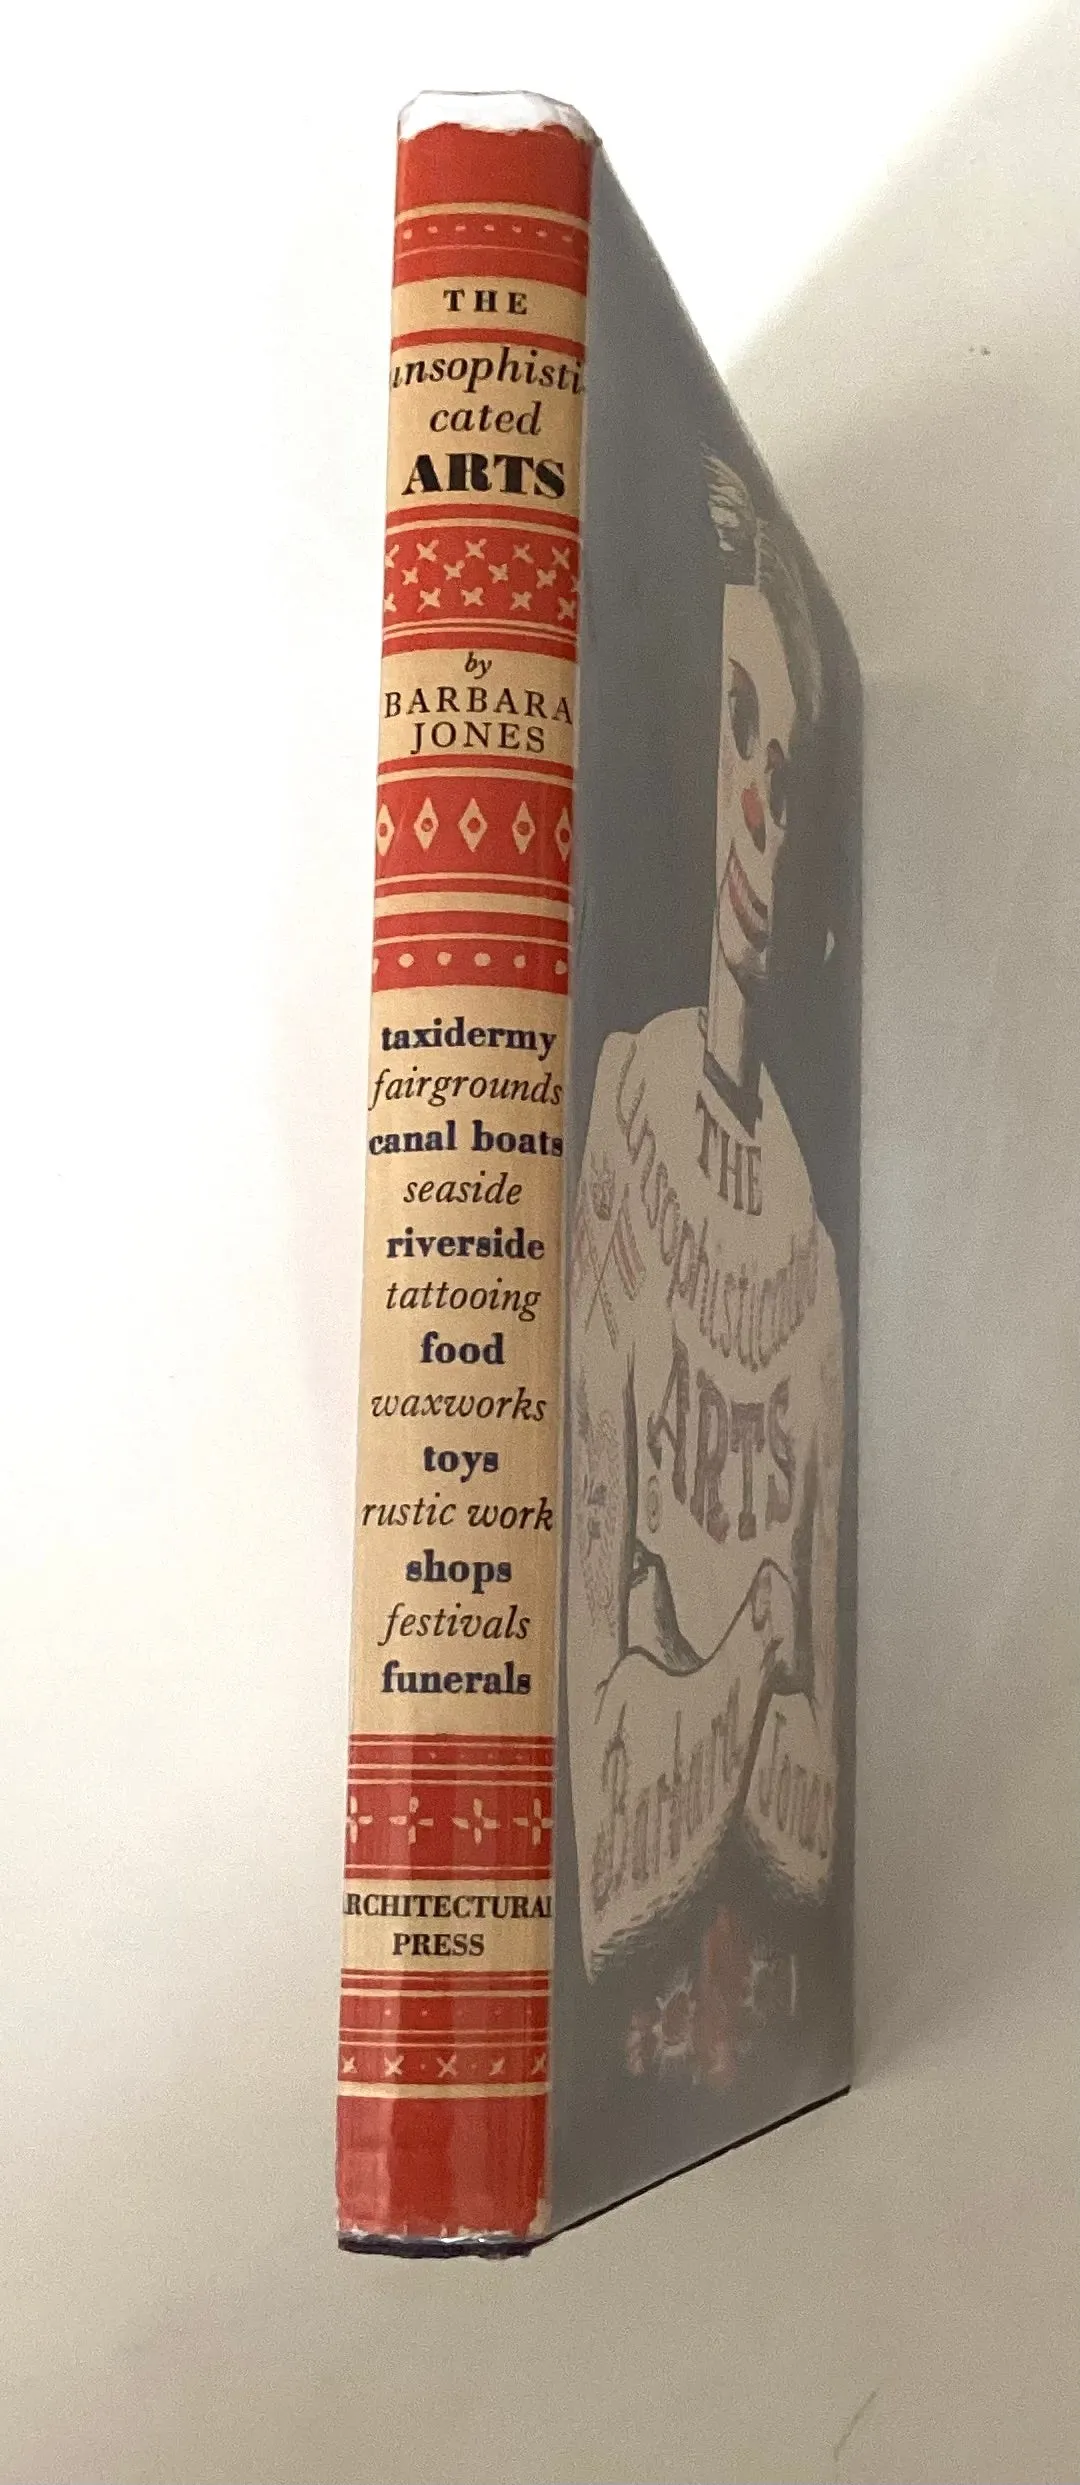 THE
unsophisti
cated
ARTS
by
BARBARA
JONES
taxidermy
fairgrounds
canal boats
seaside
riverside
tattooing
food
waxworks
toys
rustic work
shops
festivals
funerals
ARCHITECTURAL
PRESS
THE
Unsophisticated
ARTS
Barbara Jones